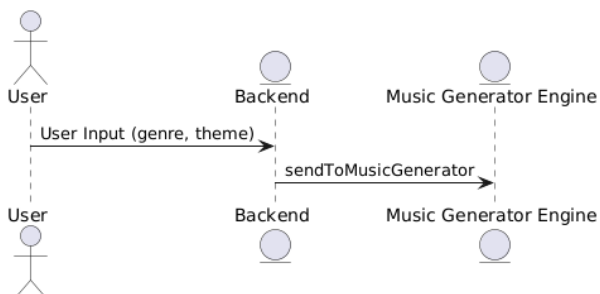 User
Backend
Music Generator Engine
User Input (genre, theme)
sendToMusicGenerator
User
Backend
Music Generator Engine